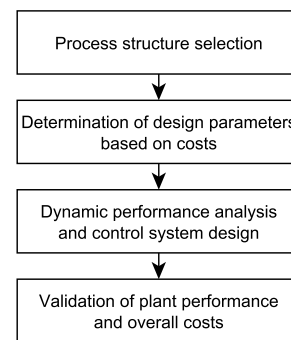 Process structure selection
Determination of design parameters
based on costs
Dynamic performance analysis
and control system design
Validation of plant performance
and overall costs